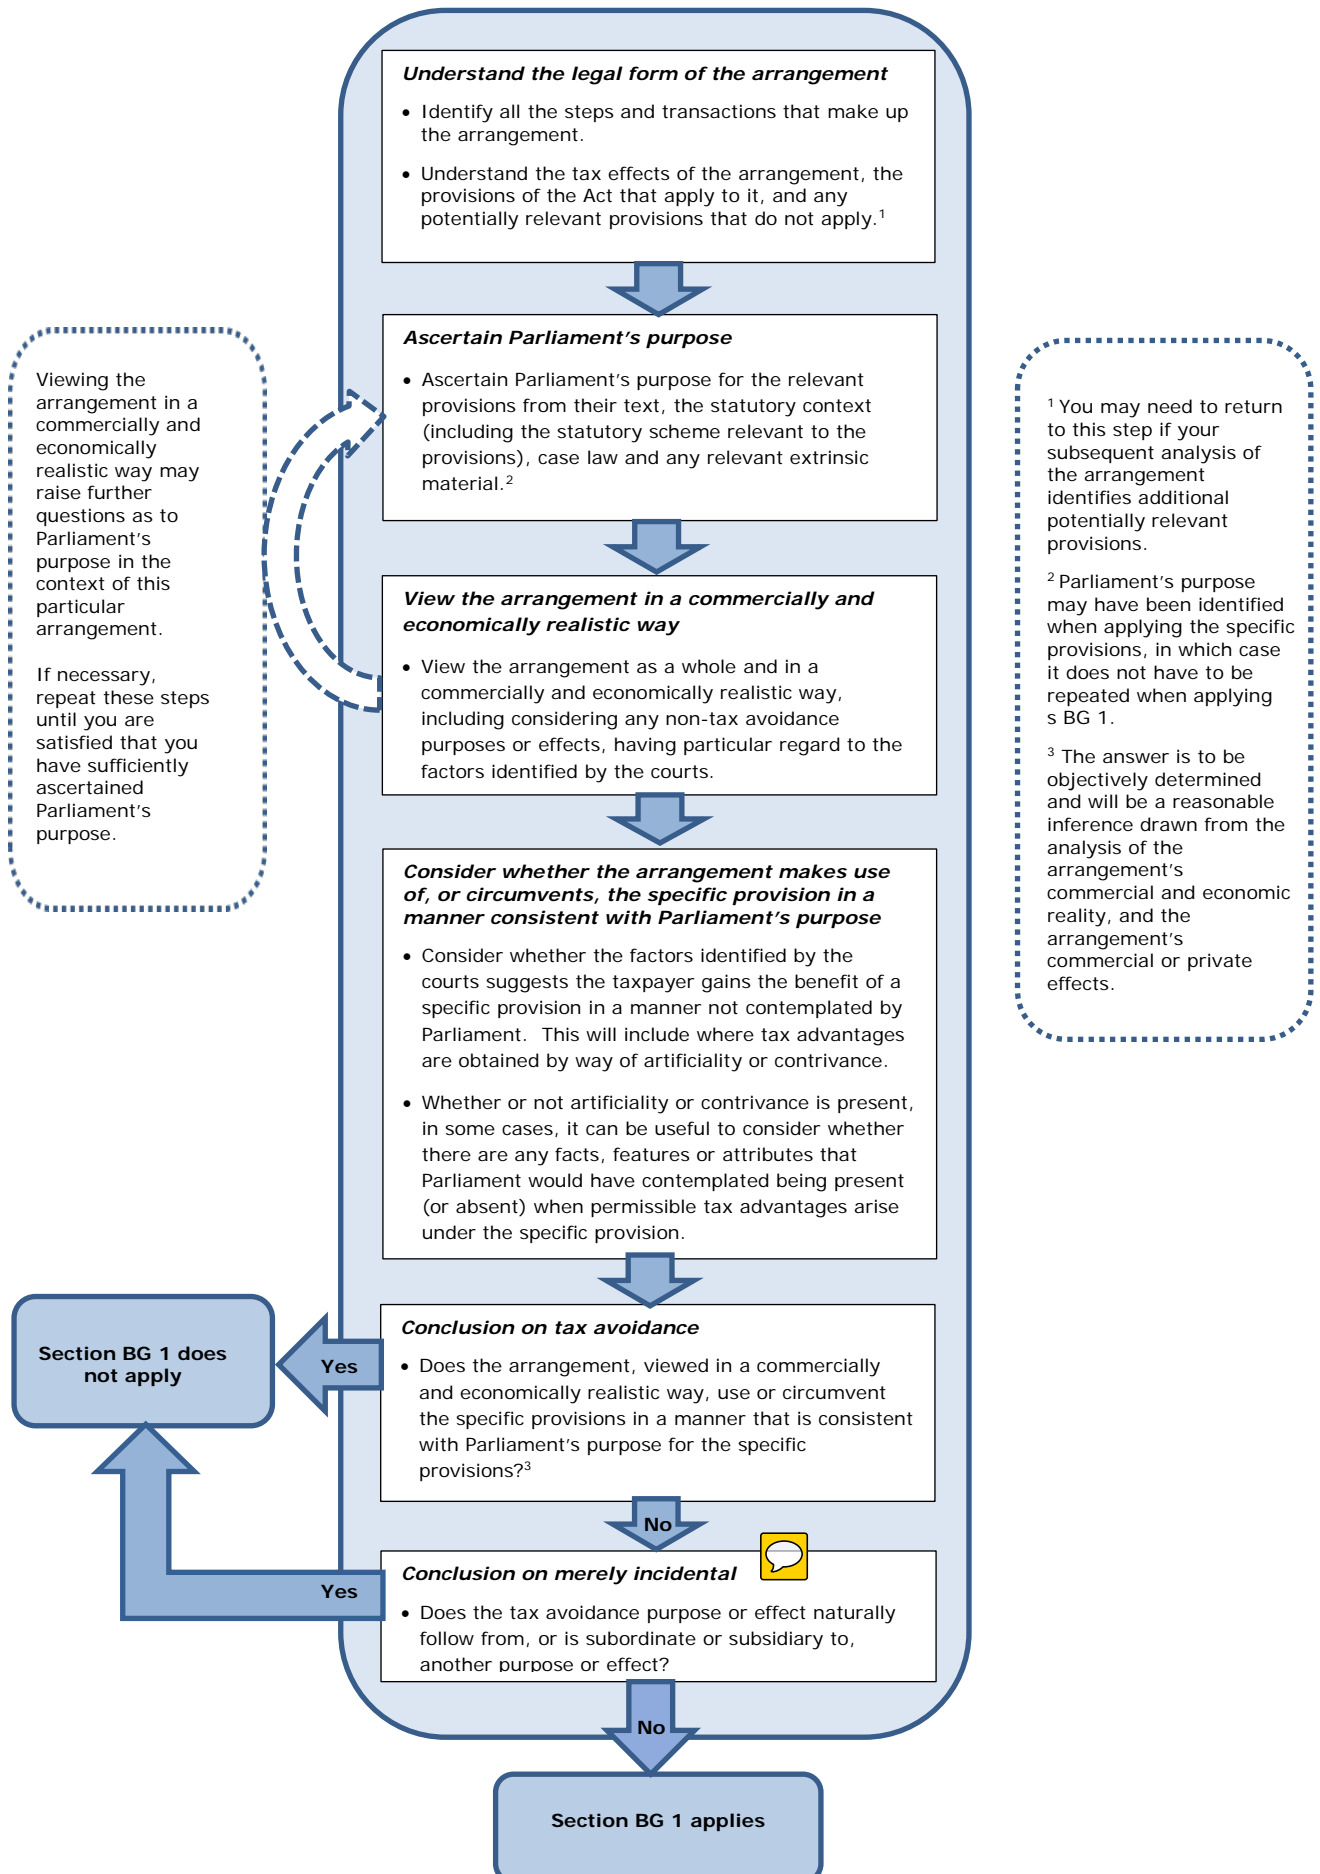 Understand the legal form of the arrangement
• Identify all the steps and transactions that make up
the arrangement.
• Understand the tax effects of the arrangement, the
provisions of the Act that apply to it, and any
potentially relevant provisions that do not apply.1
Ascertain Parliament's purpose
• Ascertain Parliament's purpose for the relevant
provisions from their text, the statutory context
(including the statutory scheme relevant to the
provisions), case law and any relevant extrinsic
material.2
Viewing the
arrangement in a
commercially and
economically
realistic way may
raise further
questions as to
Parliament's
purpose in the
context of this
particular
arrangement.
If necessary,
repeat these steps
until you are
satisfied that you
have sufficiently
ascertained
Parliament's
purpose.
1 You may need to return
to this step if your
subsequent analysis of
the arrangement
identifies additional
potentially relevant
provisions.
2 Parliament's purpose
may have been identified
when applying the specific
provisions, in which case
it does not have to be
repeated when applying
s BG 1.
3 The answer is to be
objectively determined
and will be a reasonable
inference drawn from the
analysis of the
arrangement's
commercial and economic
reality, and the
arrangement's
commercial or private
effects.
View the arrangement in a commercially and
economically realistic way
• View the arrangement as a whole and in a
commercially and economically realistic way,
including considering any non-tax avoidance
purposes or effects, having particular regard to the
factors identified by the courts.
Consider whether the arrangement makes use
of, or circumvents, the specific provision in a
manner consistent with Parliament's purpose
• Consider whether the factors identified by the
courts suggests the taxpayer gains the benefit of a
specific provision in a manner not contemplated by
Parliament. This will include where tax advantages
are obtained by way of artificiality or contrivance.
• Whether or not artificiality or contrivance is present,
in some cases, it can be useful to consider whether
there are any facts, features or attributes that
Parliament would have contemplated being present
(or absent) when permissible tax advantages arise
under the specific provision.
Conclusion on tax avoidance
• Does the arrangement, viewed in a commercially
and economically realistic way, use or circumvent
the specific provisions in a manner that is consistent
with Parliament's purpose for the specific
provisions?3
Yes
Section BG 1 does
not apply
No
Conclusion on merely incidental
• Does the tax avoidance purpose or effect naturally
follow from, or is subordinate or subsidiary to,
another purpose or effect?
Yes
No
Section BG 1 applies